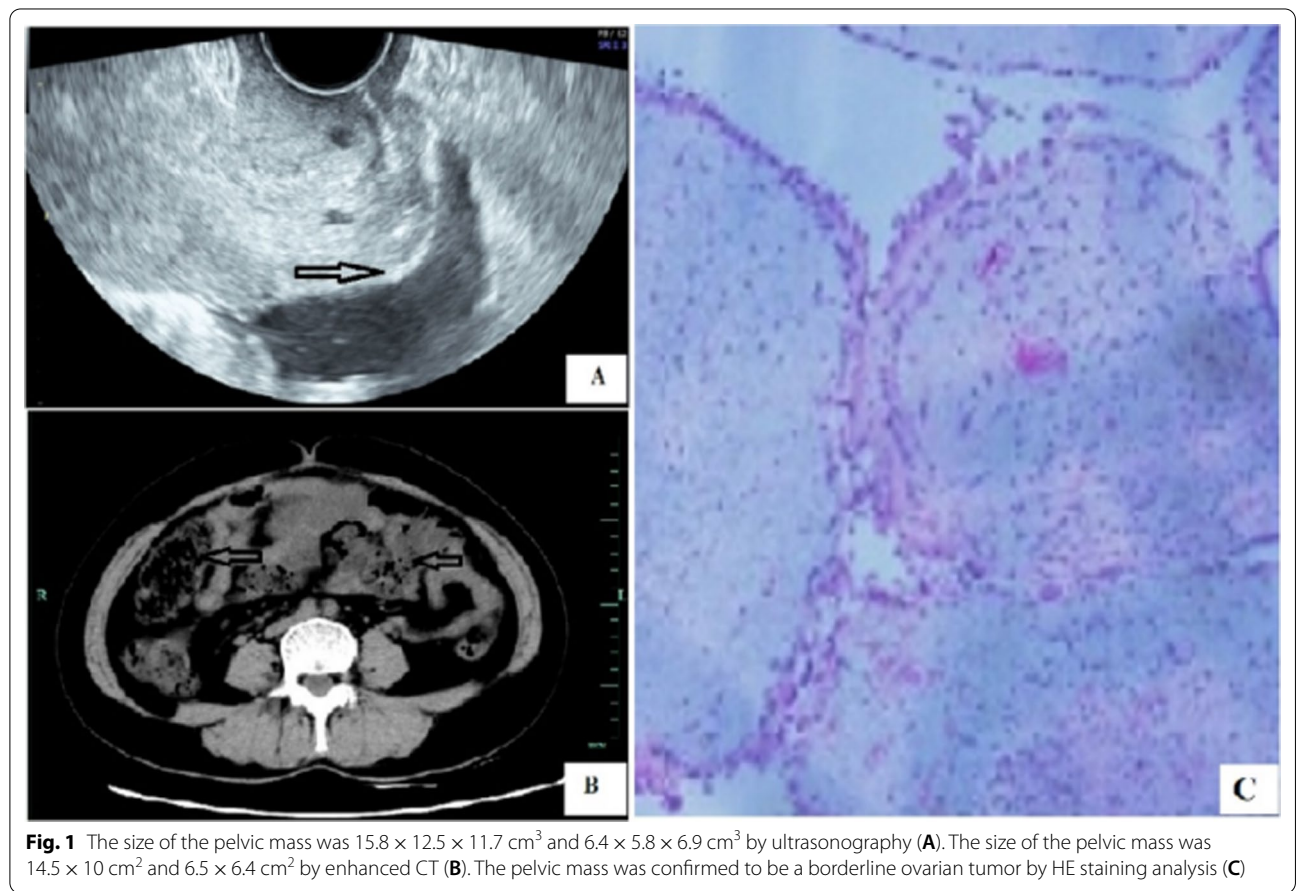 A
B
C
Fig. 1 The size of the pelvic mass was 15.8 × 12.5 × 11.7 cm³ and 6.4 × 5.8 × 6.9 cm³ by ultrasonography (A). The size of the pelvic mass was
14.5 × 10 cm² and 6.5 × 6.4 cm² by enhanced CT (B). The pelvic mass was confirmed to be a borderline ovarian tumor by HE staining analysis (C)